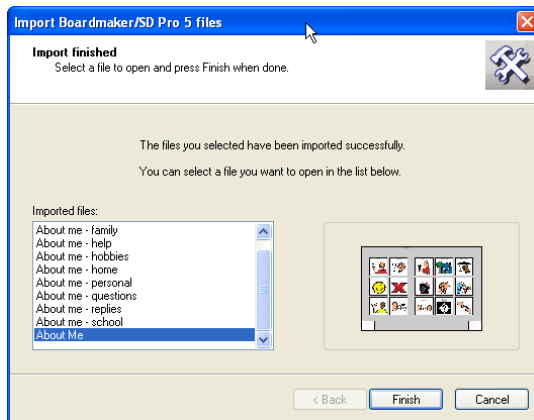 Import Boardmaker/SD Pro 5 files
Import finished
Select a file to open and press Finish when done.
The files you selected have been imported successfully.
You can select a file you want to open in the list below.
Imported files:
About me - family
About me - help
About me - hobbies
About me - home
About me - personal
About me - questions
About me - replies
About me - school
About Me
< Back
Finish
Cancel